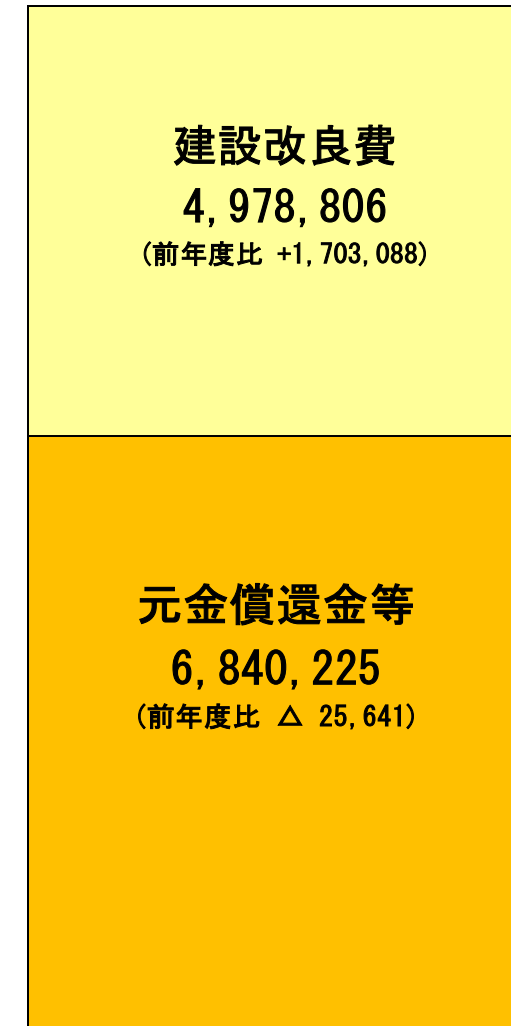 建設改良費
4,978,806
(前年度比 +1,703,088)
元金償還金等
6,840,225
(前年度比 △ 25,641)